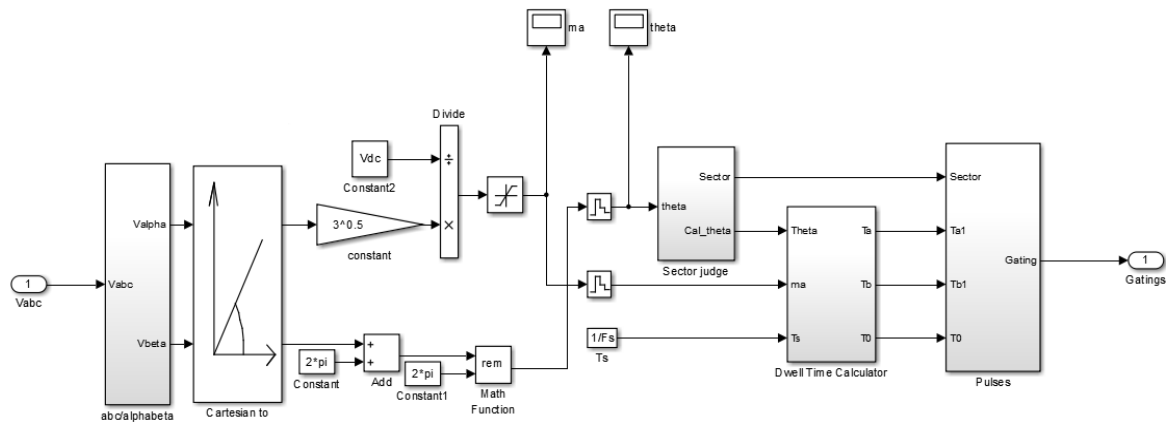 ma
theta
Divide
Vdc
÷
Constant2
3^0.5
×
constant
Sector
theta
Cal_theta
Sector judge
Sector
Ta1
Tb1
T0
Gating
Pulses
Valpha
Vabc
Vbeta
abc/alphabeta
1
Vabc
Cartesian to
Theta
Ta
ma
Tb
Ts
T0
Dwell Time Calculator
1
Gatings
1/Fs
Ts
2*pi
Constant
+
+
Add
2*pi
Constant1
rem
Math
Function